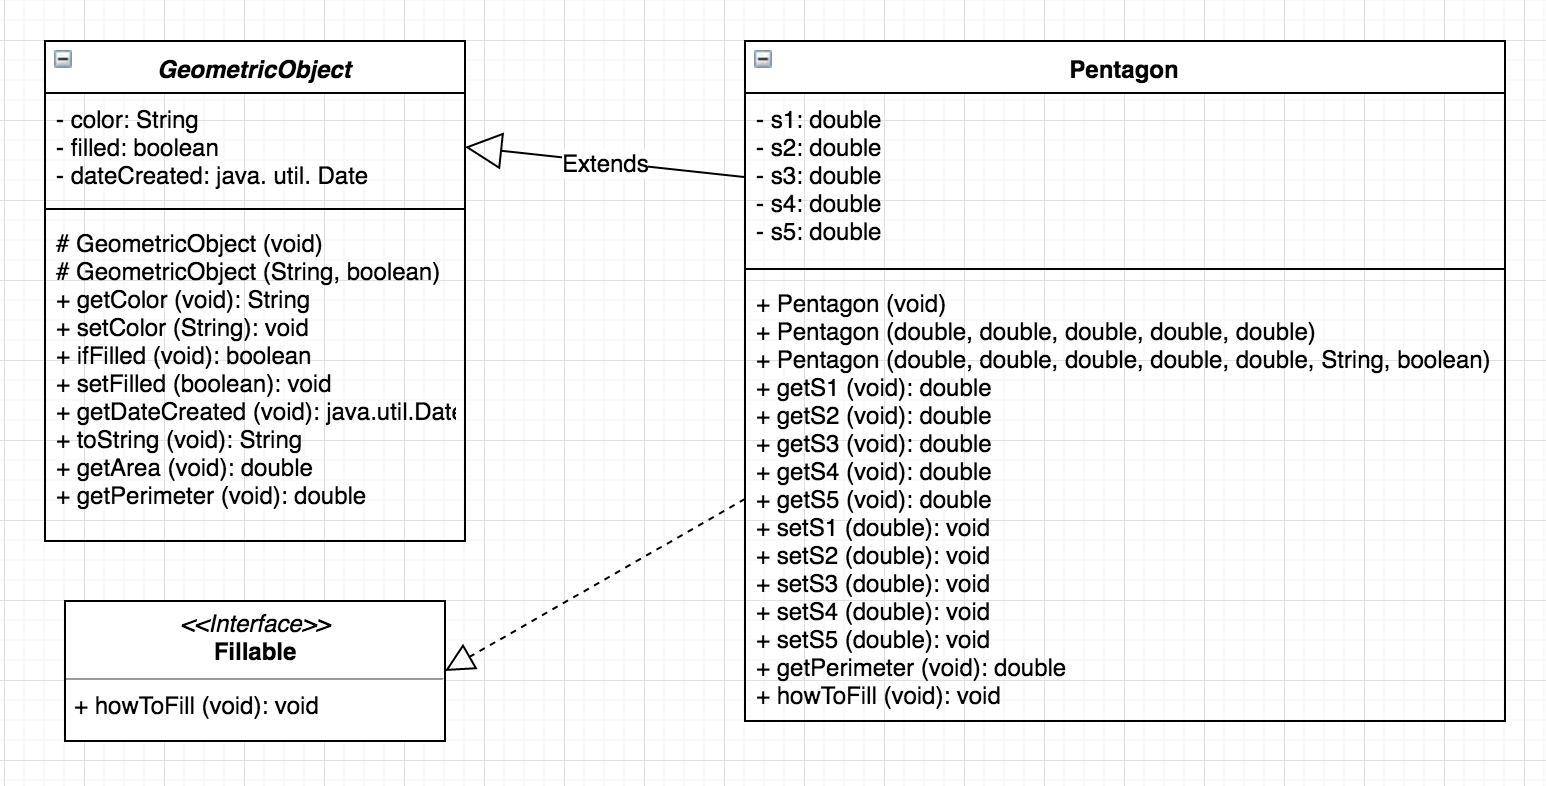 GeometricObject
- color: String
- filled: boolean
- dateCreated: java. util. Date
# GeometricObject (void)
# GeometricObject (String, boolean)
+ getColor (void): String
+ setColor (String): void
+ ifFilled (void): boolean
+ setFilled (boolean): void
+ getDateCreated (void): java.util.Date
+ toString (void): String
+ getArea (void): double
+ getPerimeter (void): double
<<Interface>>
Fillable
+ howToFill (void): void
Extends
Pentagon
- s1: double
- s2: double
- s3: double
- s4: double
- s5: double
+ Pentagon (void)
+ Pentagon (double, double, double, double, double)
+ Pentagon (double, double, double, double, double, String, boolean)
+ getS1 (void): double
+ getS2 (void): double
+ getS3 (void): double
+ getS4 (void): double
+ getS5 (void): double
+ setS1 (double): void
+ setS2 (double): void
+ setS3 (double): void
+ setS4 (double): void
+ setS5 (double): void
+ getPerimeter (void): double
+ howToFill (void): void